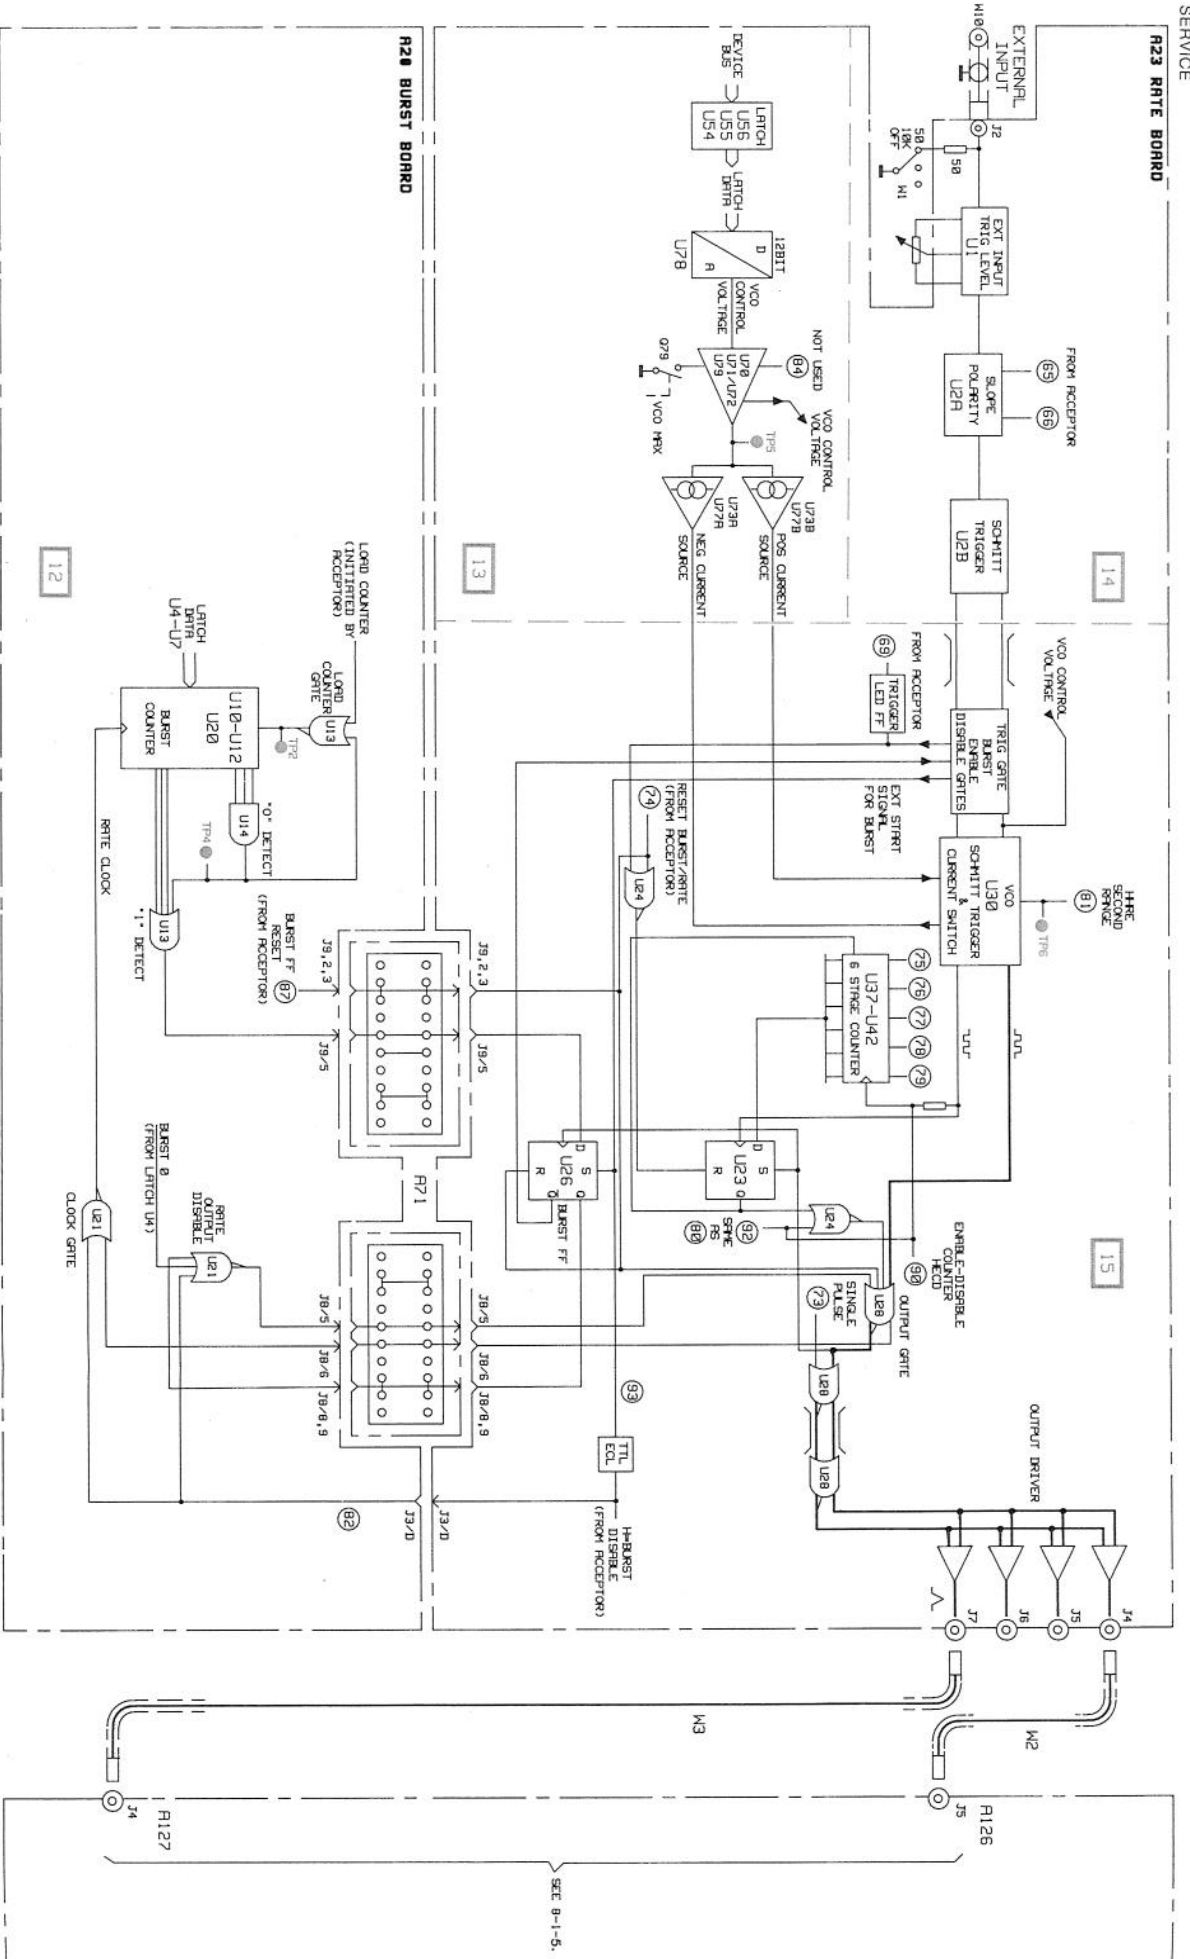 SERVICE
A23 RATE BOARD
W10
EXTERNAL
INPUT
J2
50
10K
OFF
50
W1
EXT INPUT
TRIG LEVEL
U1
FROM ACCEPTOR
65
66
SLOPE
POLARITY
U2A
SCHMITT
TRIGGER
U2B
14
VCO CONTROL
VOLTAGE
TRIG GATE
BURST
ENABLE
DISABLE GATES
FROM ACCEPTOR
69
TRIGGER
LED FF
EXT START
SIGNAL
FOR BURST
VCO
U30
SCHMITT & TRIGGER
CURRENT SWITCH
SECOND
RANGE
81
TP6
75
76
77
78
79
U37-U42
6 STAGE COUNTER
15
ENABLE-DISABLE
COUNTER
HECD
90
RESET BURST/RATE
(FROM ACCEPTOR)
74
U24
D S
U23
R Q
U24
92
SAME
AS
80
D S
U26
R Q
Q
BURST FF
OUTPUT GATE
U28
SINGLE
PULSE
73
U28
U28
OUTPUT DRIVER
J4
J5
J6
J7
W2
W3
J5
A126
J4
A127
SEE 8-1-5.
93
TTL
ECL
H=BURST
DISABLE
(FROM ACCEPTOR)
DEVICE
BUS
LATCH
U56
U55
U54
LATCH
DATA
12BIT
D
A
U78
VCO
CONTROL
VOLTAGE
NOT USED
84
U70
U71/U72
U79
Q79
VCO MAX
VCO CONTROL
VOLTAGE
TP5
U73B
U77B
U73A
U77A
POS CURRENT
SOURCE
NEG CURRENT
SOURCE
13
A20 BURST BOARD
12
LOAD COUNTER
(INITIATED BY
ACCEPTOR)
LOAD
COUNTER
GATE
U13
TP2
LATCH
DATA
U4-U7
U10-U12
U20
BURST
COUNTER
"0" DETECT
U14
TP4
"1" DETECT
U13
RATE CLOCK
BURST FF
RESET
(FROM ACCEPTOR)
87
J9,2,3
J9/5
J9,2,3
J9/5
A71
J8/5
J8/6
J8/8,9
J8/5
J8/6
J8/8,9
BURST 0
(FROM LATCH U4)
RATE
OUTPUT
DISABLE
U21
U21
CLOCK GATE
82
J3/D
J3/D